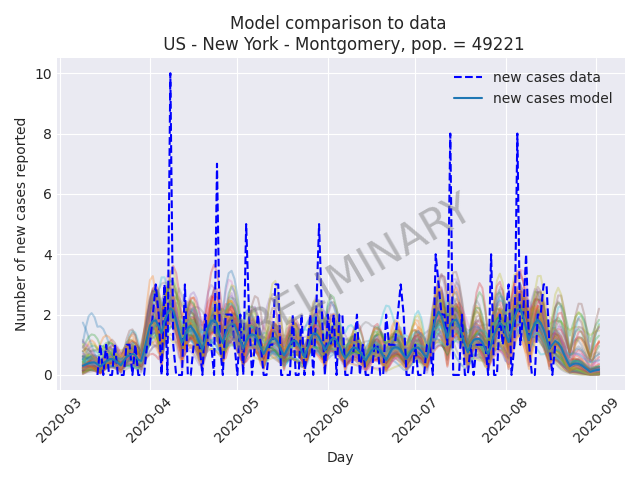 Model comparison to data
US - New York - Montgomery, pop. = 49221
new cases data
new cases model
Number of new cases reported
10
8
6
4
2
0
PRELIMINARY
2020-03
2020-04
2020-05
2020-06
2020-07
2020-08
2020-09
Day